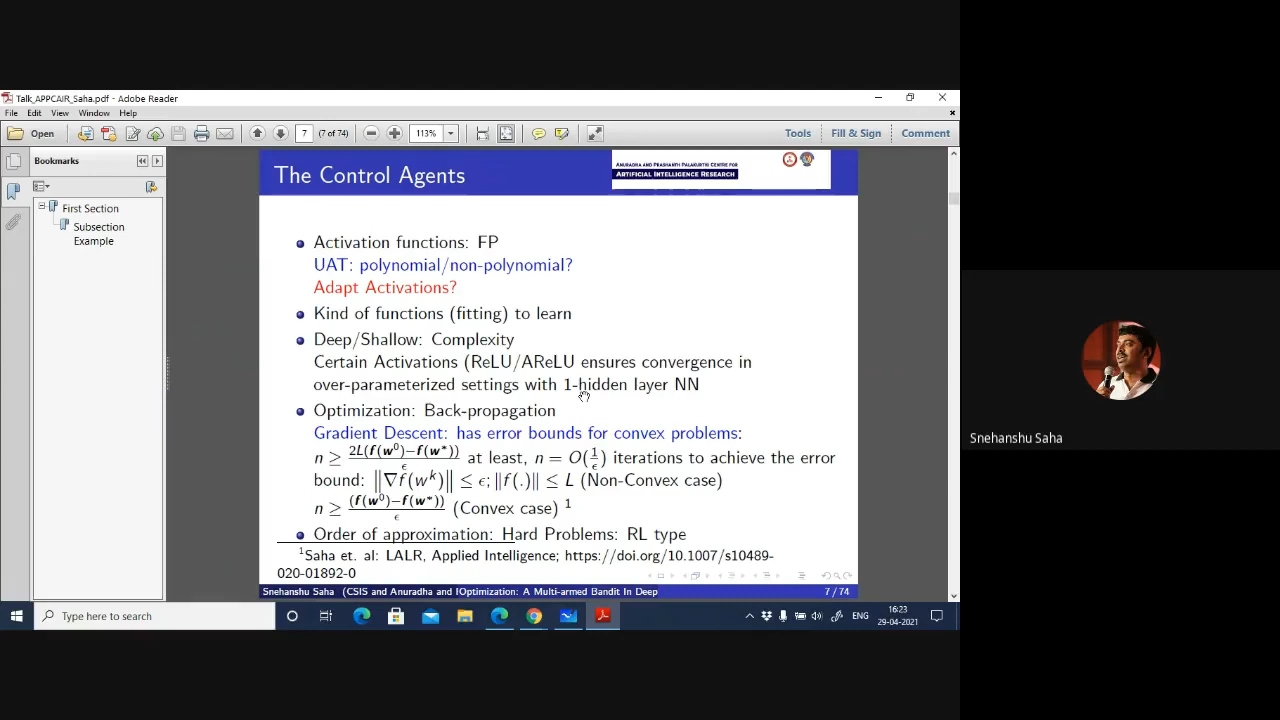 Talk_APPCAIR_Saha.pdf - Adobe Reader
File Edit View Window Help
Open 7 (7 of 74) 113% Tools Fill & Sign Comment
Bookmarks
First Section
Subsection
Example
The Control Agents
ANURADHA AND PRASHANTH PALAKURTHI CENTRE FOR
ARTIFICIAL INTELLIGENCE RESEARCH
Activation functions: FP
UAT: polynomial/non-polynomial?
Adapt Activations?
Kind of functions (fitting) to learn
Deep/Shallow: Complexity
Certain Activations (ReLU/AReLU ensures convergence in
over-parameterized settings with 1-hidden layer NN
Optimization: Back-propagation
Gradient Descent: has error bounds for convex problems:
n ≥ 2L(f(w⁰)−f(w*))/ϵ at least, n = O(1/ϵ) iterations to achieve the error
bound: ‖∇f(wᵏ)‖ ≤ ϵ; ‖f(.)‖ ≤ L (Non-Convex case)
n ≥ (f(w⁰)−f(w*))/ϵ (Convex case) ¹
Order of approximation: Hard Problems: RL type
¹Saha et. al: LALR, Applied Intelligence; https://doi.org/10.1007/s10489-
020-01892-0
Snehanshu Saha (CSIS and Anuradha and lOptimization: A Multi-armed Bandit In Deep 7 / 74
Snehanshu Saha
Type here to search
ENG
16:23
29-04-2021